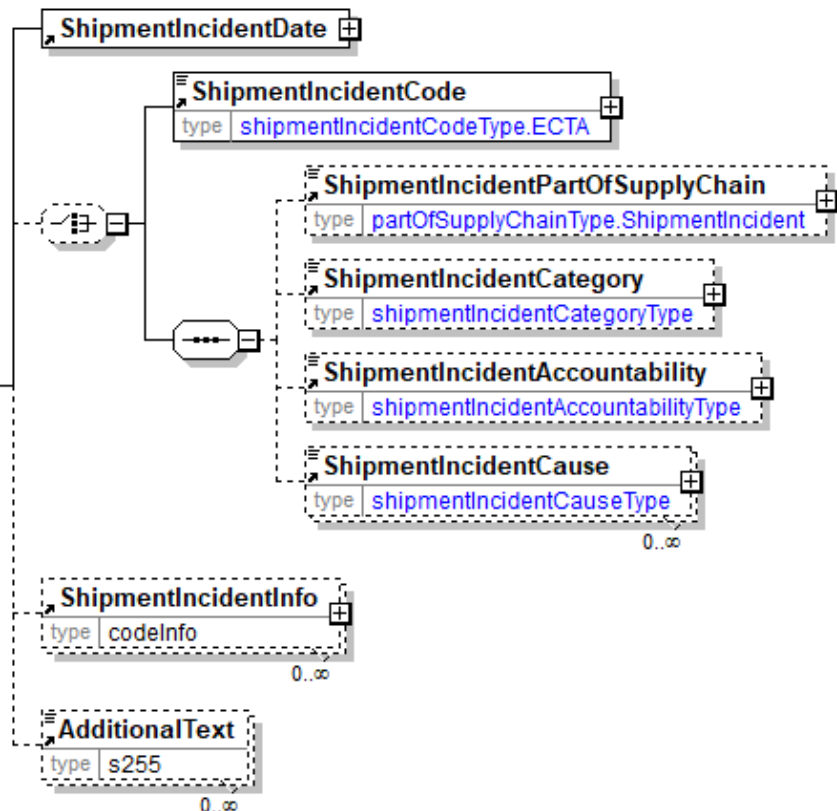 ShipmentIncidentDate
ShipmentIncidentCode
type shipmentIncidentCodeType.ECTA
ShipmentIncidentPartOfSupplyChain
type partOfSupplyChainType.ShipmentIncident
ShipmentIncidentCategory
type shipmentIncidentCategoryType
ShipmentIncidentAccountability
type shipmentIncidentAccountabilityType
ShipmentIncidentCause
type shipmentIncidentCauseType
0..∞
ShipmentIncidentInfo
type codeInfo
0..∞
AdditionalText
type s255
0..∞